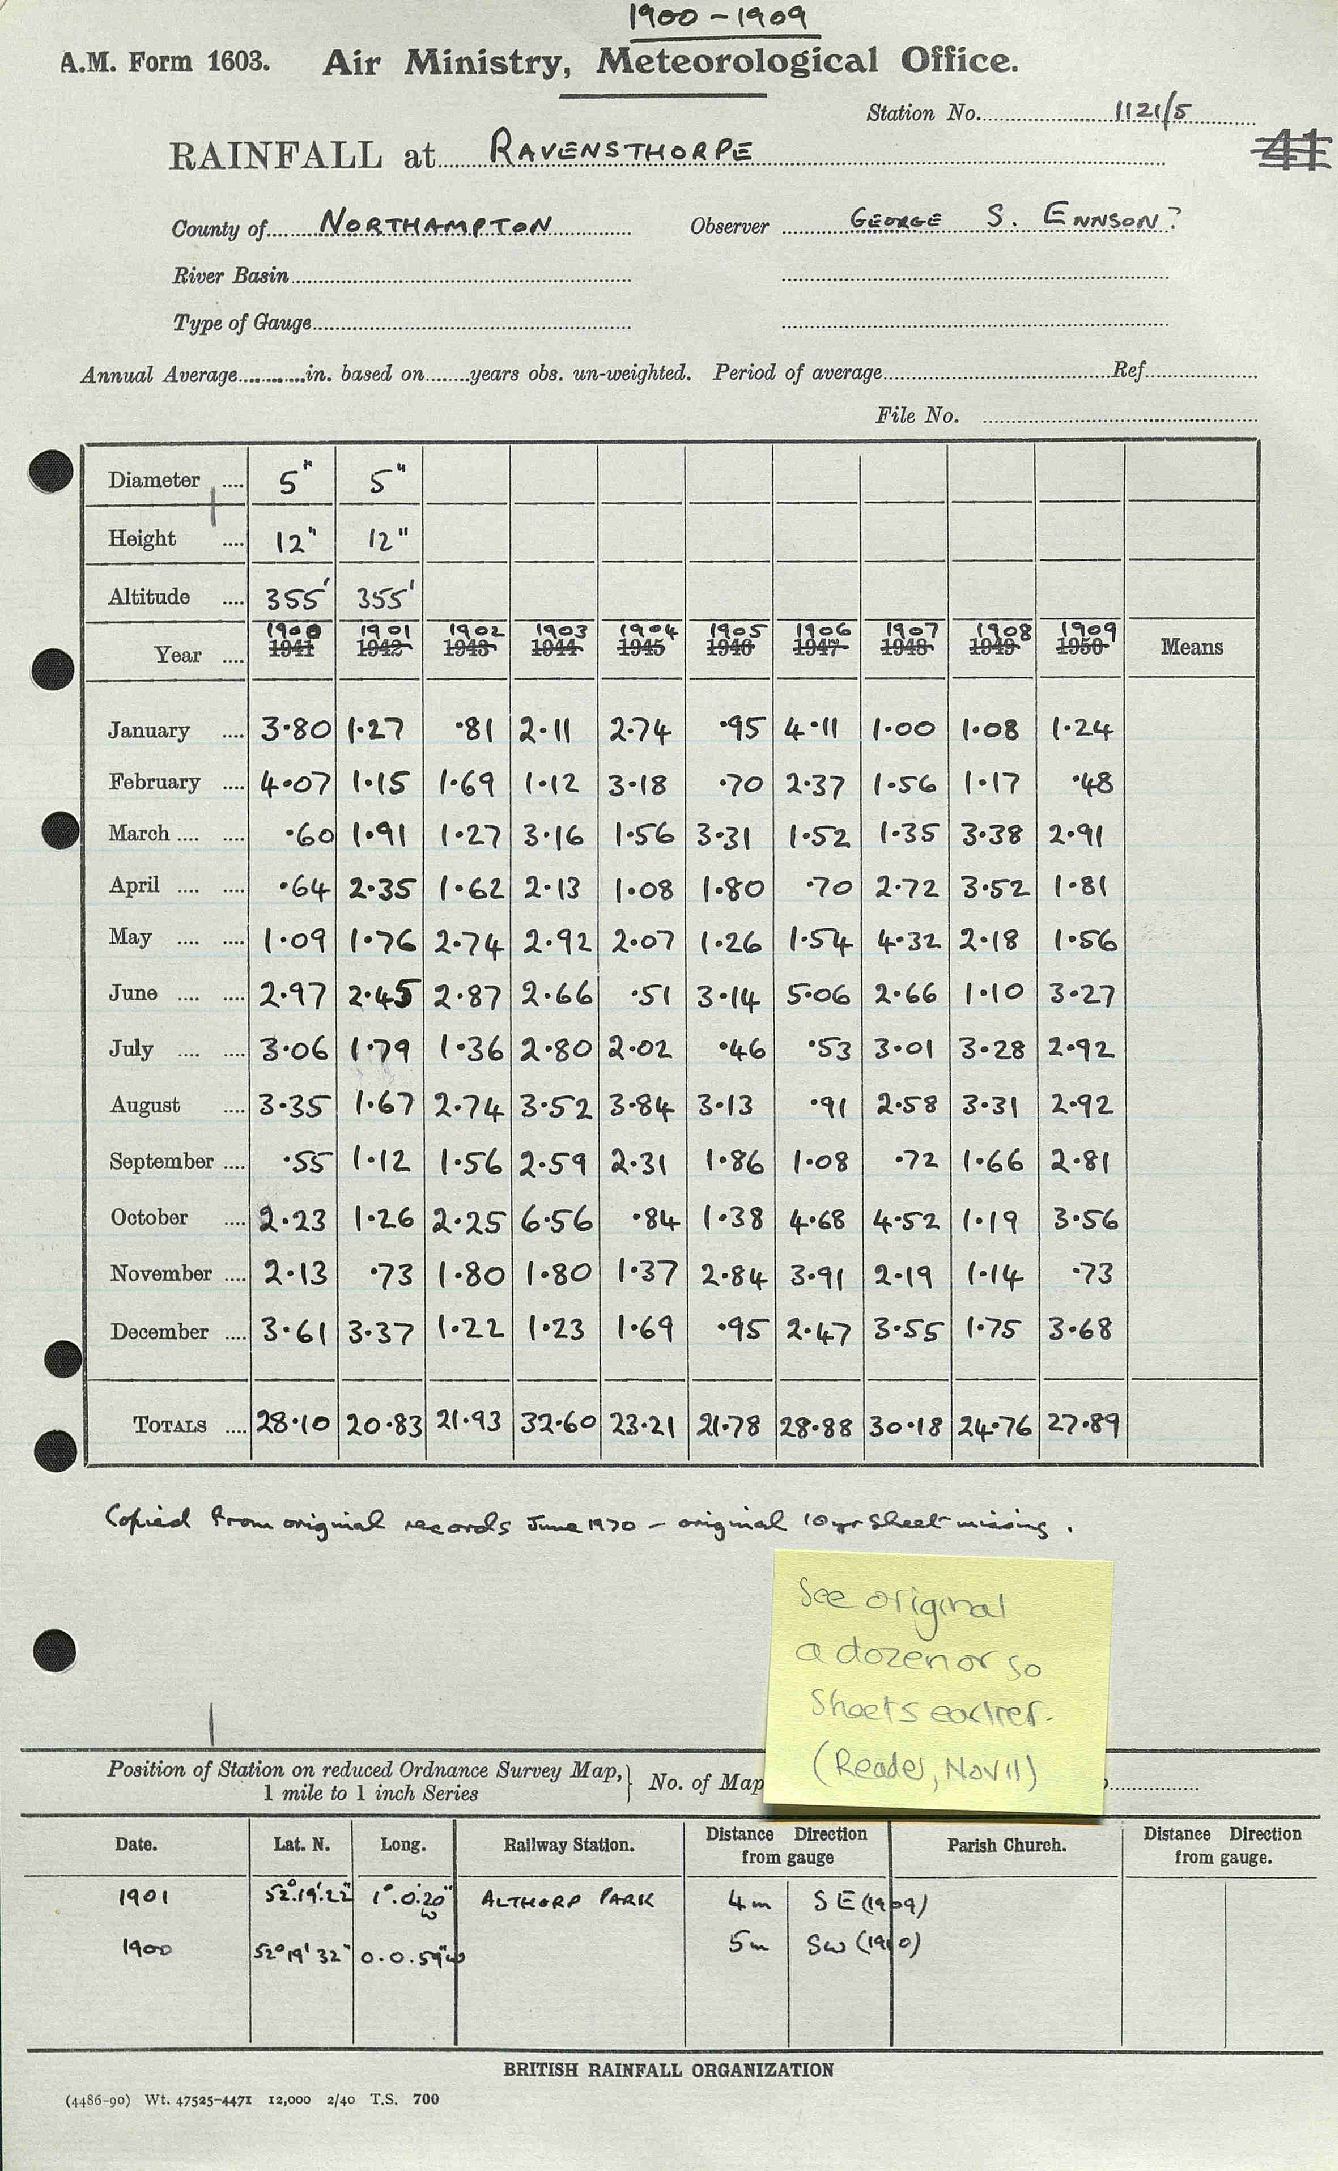 1900-1909
A.M. Form 1603. Air Ministry, Meteorological Office.
Station No. 1121/5
RAINFALL at RAVENSTHORPE 41
County of NORTHAMPTON Observer GEORGE S. ENNSON?
River Basin
Type of Gauge
Annual Average in. based on years obs. un-weighted. Period of average Ref
File No.
Diameter 5" 5"
Height 12" 12"
Altitude 355' 355'
1900 1901 1902 1903 1904 1905 1906 1907 1908 1909
Year 1941 1942 1943 1944 1945 1946 1947 1948 1949 1950 Means
January 3.80 1.27 .81 2.11 2.74 .95 4.11 1.00 1.08 1.24
February 4.07 1.15 1.69 1.12 3.18 .70 2.37 1.56 1.17 .48
March .60 1.91 1.27 3.16 1.56 3.31 1.52 1.35 3.38 2.91
April .64 2.35 1.62 2.13 1.08 1.80 .70 2.72 3.52 1.81
May 1.09 1.76 2.74 2.92 2.07 1.26 1.54 4.32 2.18 1.56
June 2.97 2.45 2.87 2.66 .51 3.14 5.06 2.66 1.10 3.27
July 3.06 1.79 1.36 2.80 2.02 .46 .53 3.01 3.28 2.92
August 3.35 1.67 2.74 3.52 3.84 3.13 .91 2.58 3.31 2.92
September .55 1.12 1.56 2.59 2.31 1.86 1.08 .72 1.66 2.81
October 2.23 1.26 2.25 6.56 .84 1.38 4.68 4.52 1.19 3.56
November 2.13 .73 1.80 1.80 1.37 2.84 3.91 2.19 1.14 .73
December 3.61 3.37 1.22 1.23 1.69 .95 2.47 3.55 1.75 3.68
TOTALS 28.10 20.83 21.93 32.60 23.21 21.78 28.88 30.18 24.76 27.89
Copied from original records June 1970 - original 10yr sheet missing.
See original
a dozen or so
sheets earlier.
(Reader, Nov 11)
Position of Station on reduced Ordnance Survey Map,
1 mile to 1 inch Series
No. of Map
Date. Lat. N. Long. Railway Station. Distance Direction from gauge Parish Church. Distance Direction from gauge.
1901 52°.19'.22" 1°.0'.20" W ALTHORP PARK 4m SE (1909)
1900 52° 19' 32" 0.0.59" W 5m SW (1910)
BRITISH RAINFALL ORGANIZATION
(4486-90) Wt. 47525-4471 12,000 2/40 T.S. 700